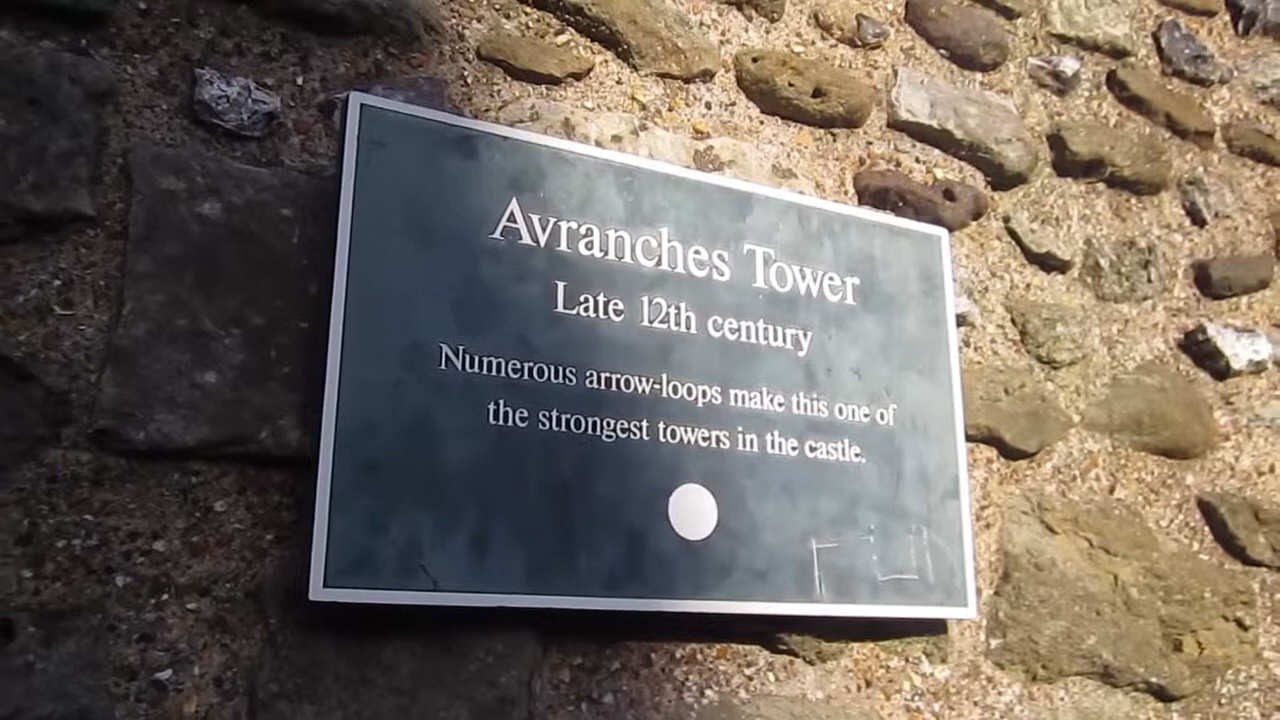 Avranches Tower
Late 12th century
Numerous arrow-loops make this one of
the strongest towers in the castle.